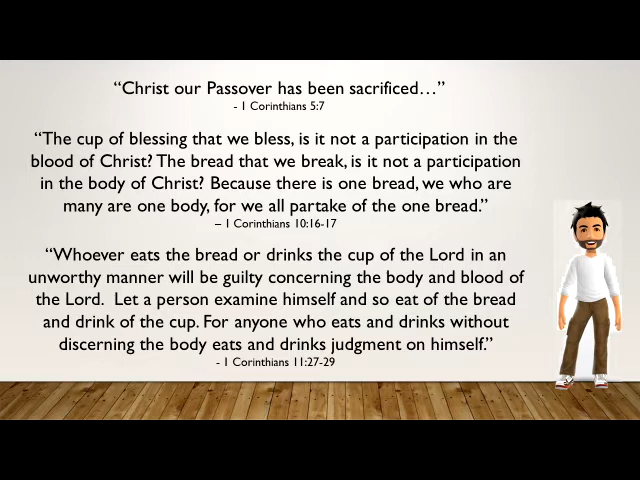 “Christ our Passover has been sacrificed…”
- 1 Corinthians 5:7
“The cup of blessing that we bless, is it not a participation in the
blood of Christ? The bread that we break, is it not a participation
in the body of Christ? Because there is one bread, we who are
many are one body, for we all partake of the one bread.”
– 1 Corinthians 10:16-17
“Whoever eats the bread or drinks the cup of the Lord in an
unworthy manner will be guilty concerning the body and blood of
the Lord.  Let a person examine himself and so eat of the bread
and drink of the cup. For anyone who eats and drinks without
discerning the body eats and drinks judgment on himself.”
- 1 Corinthians 11:27-29